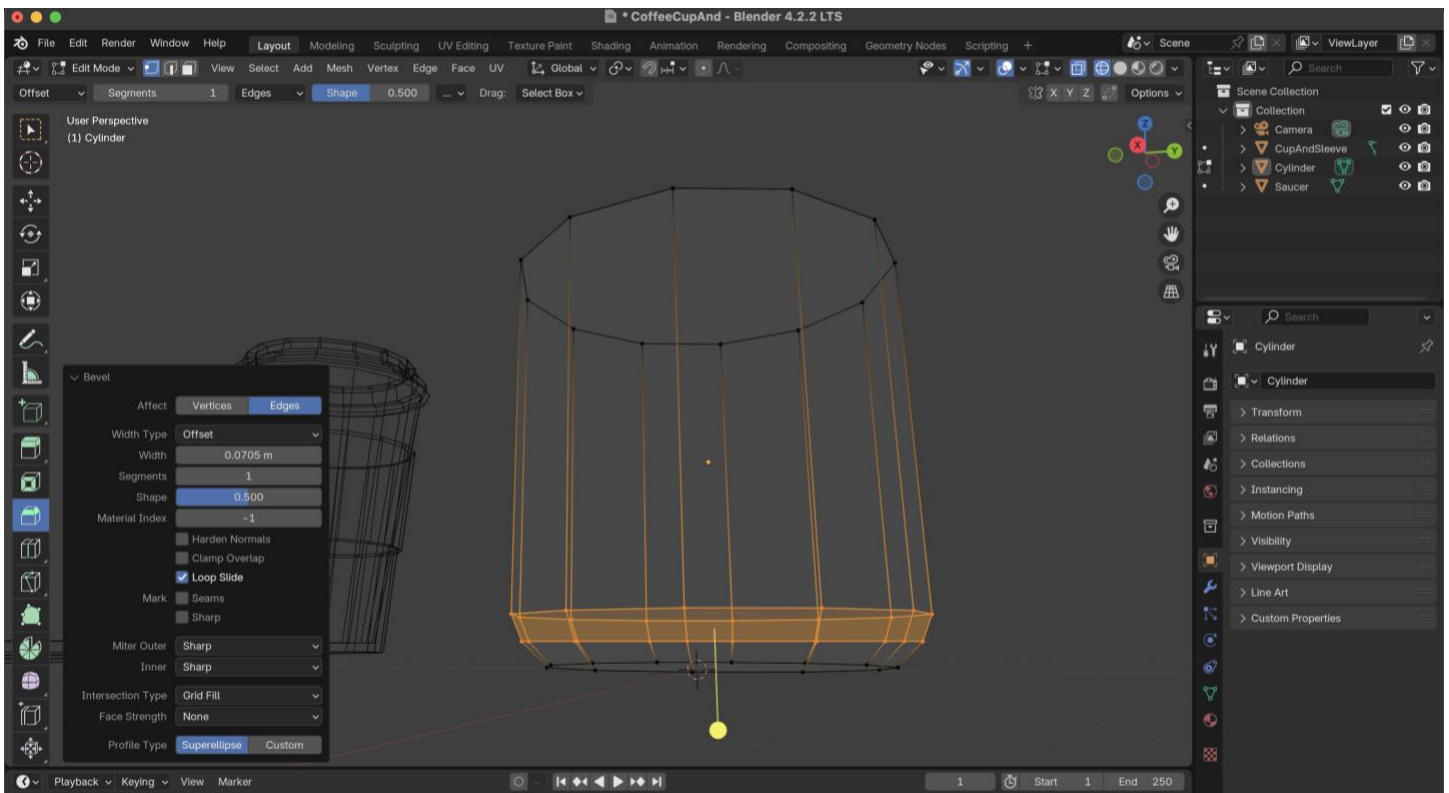 * CoffeeCupAnd - Blender 4.2.2 LTS
File Edit Render Window Help Layout Modeling Sculpting UV Editing Texture Paint Shading Animation Rendering Compositing Geometry Nodes Scripting + Scene ViewLayer
Edit Mode View Select Add Mesh Vertex Edge Face UV Global Search
Offset Segments 1 Edges Shape 0.500 ... Drag: Select Box X Y Z Options
Scene Collection
Collection
Camera
CupAndSleeve
Cylinder
Saucer
User Perspective
(1) Cylinder
Z
X
Y
Bevel
Affect Vertices Edges
Width Type Offset
Width 0.0705 m
Segments 1
Shape 0.500
Material Index -1
Harden Normals
Clamp Overlap
Loop Slide
Mark Seams
Sharp
Miter Outer Sharp
Inner Sharp
Intersection Type Grid Fill
Face Strength None
Profile Type Superellipse Custom
Search
Cylinder
Cylinder
Transform
Relations
Collections
Instancing
Motion Paths
Visibility
Viewport Display
Line Art
Custom Properties
Playback Keying View Marker 1 Start 1 End 250